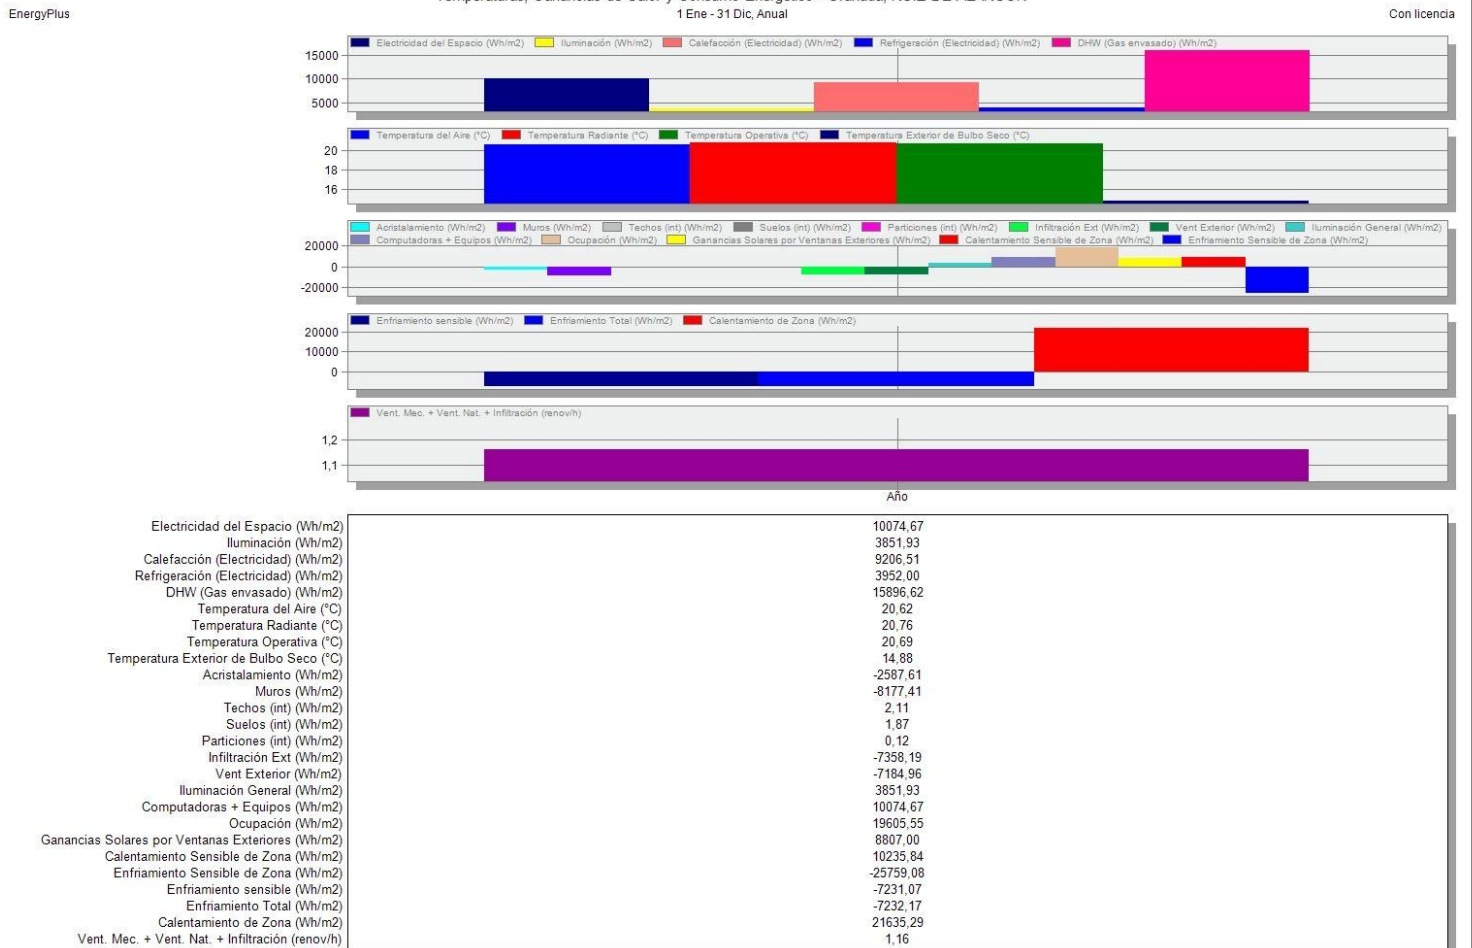 EnergyPlus
1 Ene - 31 Dic, Anual
Con licencia
Electricidad del Espacio (Wh/m2) Iluminación (Wh/m2) Calefacción (Electricidad) (Wh/m2) Refrigeración (Electricidad) (Wh/m2) DHW (Gas envasado) (Wh/m2)
15000
10000
5000
Temperatura del Aire (°C) Temperatura Radiante (°C) Temperatura Operativa (°C) Temperatura Exterior de Bulbo Seco (°C)
20
18
16
Acristalamiento (Wh/m2) Muros (Wh/m2) Techos (int) (Wh/m2) Suelos (int) (Wh/m2) Particiones (int) (Wh/m2) Infiltración Ext (Wh/m2) Vent Exterior (Wh/m2) Iluminación General (Wh/m2)
Computadoras + Equipos (Wh/m2) Ocupación (Wh/m2) Ganancias Solares por Ventanas Exteriores (Wh/m2) Calentamiento Sensible de Zona (Wh/m2) Enfriamiento Sensible de Zona (Wh/m2)
20000
0
-20000
Enfriamiento sensible (Wh/m2) Enfriamiento Total (Wh/m2) Calentamiento de Zona (Wh/m2)
20000
10000
0
Vent. Mec. + Vent. Nat. + Infiltración (renov/h)
1,2
1,1
Año
Electricidad del Espacio (Wh/m2) 10074,67
Iluminación (Wh/m2) 3851,93
Calefacción (Electricidad) (Wh/m2) 9206,51
Refrigeración (Electricidad) (Wh/m2) 3952,00
DHW (Gas envasado) (Wh/m2) 15896,62
Temperatura del Aire (°C) 20,62
Temperatura Radiante (°C) 20,76
Temperatura Operativa (°C) 20,69
Temperatura Exterior de Bulbo Seco (°C) 14,88
Acristalamiento (Wh/m2) -2587,61
Muros (Wh/m2) -8177,41
Techos (int) (Wh/m2) 2,11
Suelos (int) (Wh/m2) 1,87
Particiones (int) (Wh/m2) 0,12
Infiltración Ext (Wh/m2) -7358,19
Vent Exterior (Wh/m2) -7184,96
Iluminación General (Wh/m2) 3851,93
Computadoras + Equipos (Wh/m2) 10074,67
Ocupación (Wh/m2) 19605,55
Ganancias Solares por Ventanas Exteriores (Wh/m2) 8807,00
Calentamiento Sensible de Zona (Wh/m2) 10235,84
Enfriamiento Sensible de Zona (Wh/m2) -25759,08
Enfriamiento sensible (Wh/m2) -7231,07
Enfriamiento Total (Wh/m2) -7232,17
Calentamiento de Zona (Wh/m2) 21635,29
Vent. Mec. + Vent. Nat. + Infiltración (renov/h) 1,16